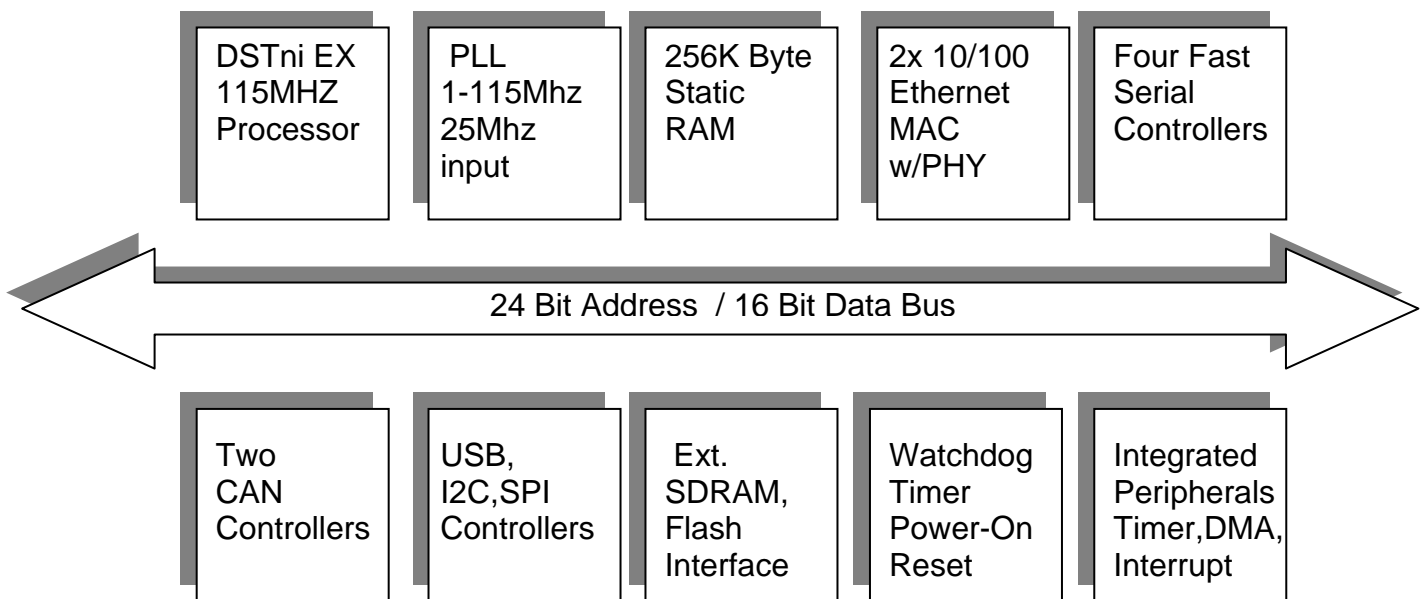 DSTni EX
115MHZ
Processor
PLL
1-115Mhz
25Mhz
input
256K Byte
Static
RAM
2x 10/100
Ethernet
MAC
w/PHY
Four Fast
Serial
Controllers
24 Bit Address / 16 Bit Data Bus
Two
CAN
Controllers
USB,
I2C,SPI
Controllers
Ext.
SDRAM,
Flash
Interface
Watchdog
Timer
Power-On
Reset
Integrated
Peripherals
Timer,DMA,
Interrupt